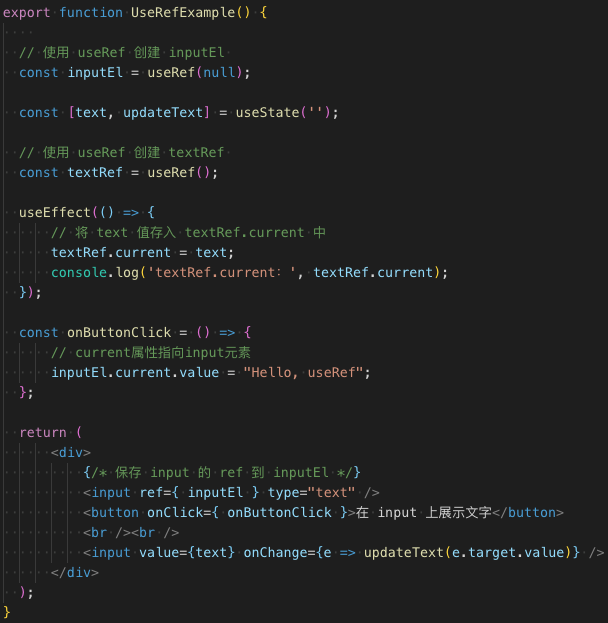 export function UseRefExample() {
// 使用 useRef 创建 inputEl
const inputEl = useRef(null);
const [text, updateText] = useState('');
// 使用 useRef 创建 textRef
const textRef = useRef();
useEffect(() => {
// 将 text 值存入 textRef.current 中
textRef.current = text;
console.log('textRef.current：', textRef.current);
});
const onButtonClick = () => {
// current属性指向input元素
inputEl.current.value = "Hello, useRef";
};
return (
<div>
{/* 保存 input 的 ref 到 inputEl */}
<input ref={ inputEl } type="text" />
<button onClick={ onButtonClick }>在 input 上展示文字</button>
<br /><br />
<input value={text} onChange={e => updateText(e.target.value)} />
</div>
);
}